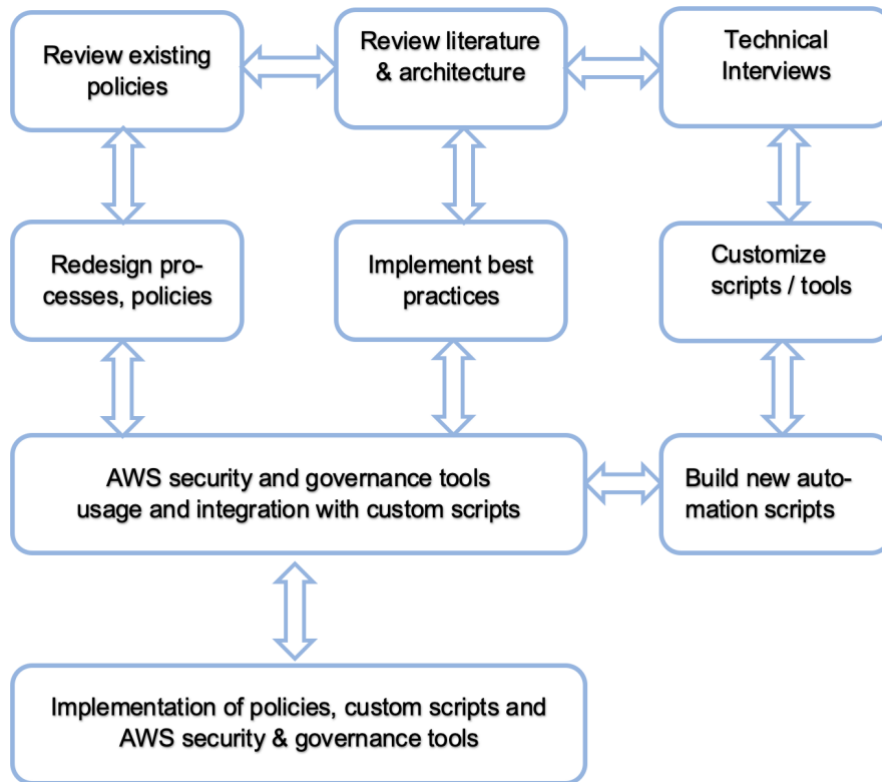 Review existing
policies
Review literature
& architecture
Technical
Interviews
Redesign pro-
cesses, policies
Implement best
practices
Customize
scripts / tools
AWS security and governance tools
usage and integration with custom scripts
Build new auto-
mation scripts
Implementation of policies, custom scripts and
AWS security & governance tools